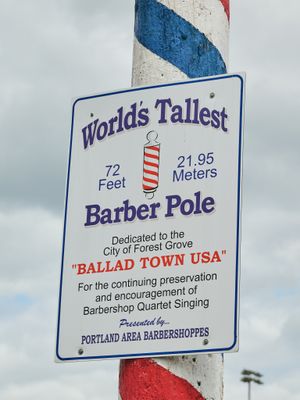 World's Tallest
72 Feet
21.95 Meters
Barber Pole
Dedicated to the
City of Forest Grove
"BALLAD TOWN USA"
For the continuing preservation
and encouragement of
Barbershop Quartet Singing
Presented by...
PORTLAND AREA BARBERSHOPPES